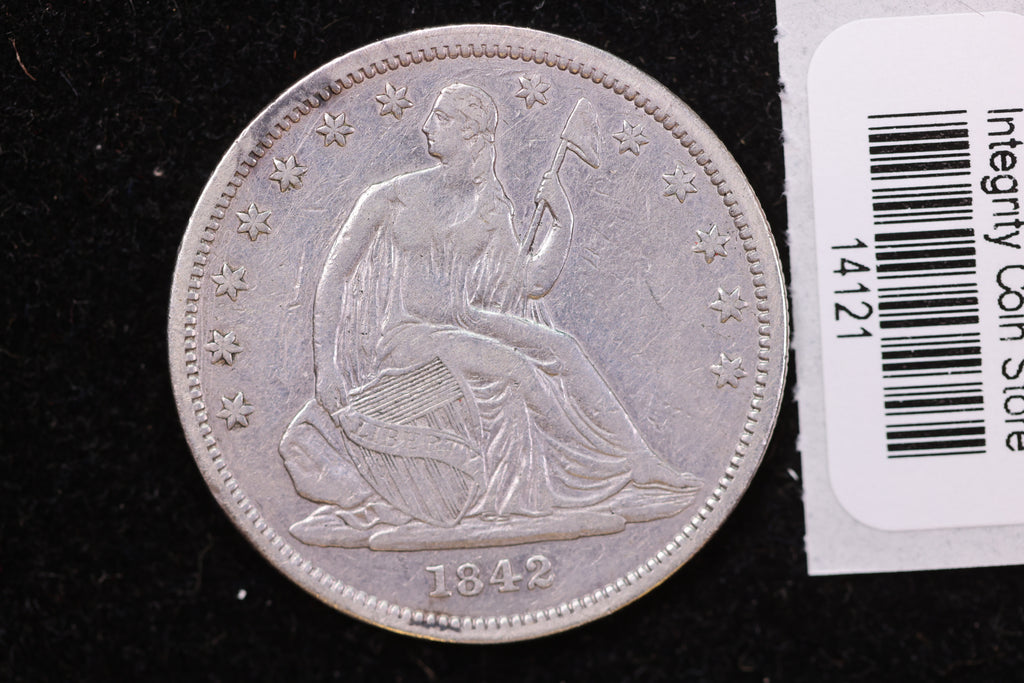 LIBERTY
1842
Integrity Coin Store
14121